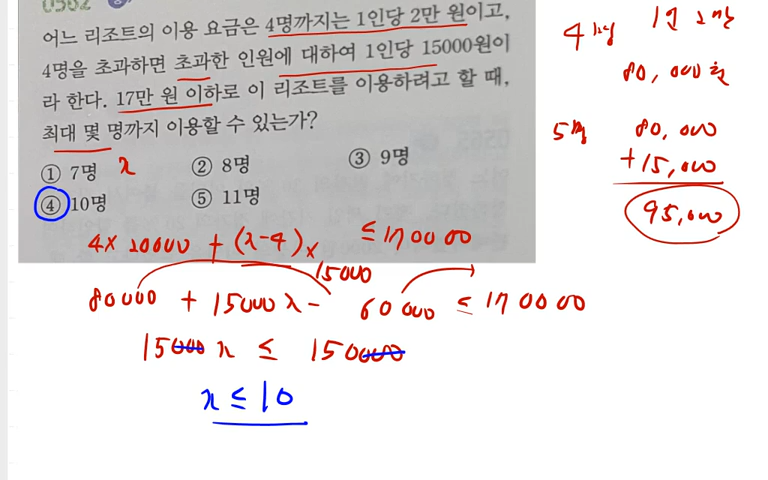 0562
어느 리조트의 이용 요금은 4명까지는 1인당 2만 원이고,
4명을 초과하면 초과한 인원에 대하여 1인당 15000원이
라 한다. 17만 원 이하로 이 리조트를 이용하려고 할 때,
최대 몇 명까지 이용할 수 있는가?
① 7명 x ② 8명 ③ 9명
④ 10명 ⑤ 11명
4명 1인 2만
80,000원
5명 80,000
+15,000
95,000
4×20000 + (x-4)× ≤170000
15000
80000 + 15000x - 60000 ≤ 170000
15000x ≤ 150000
x ≤ 10